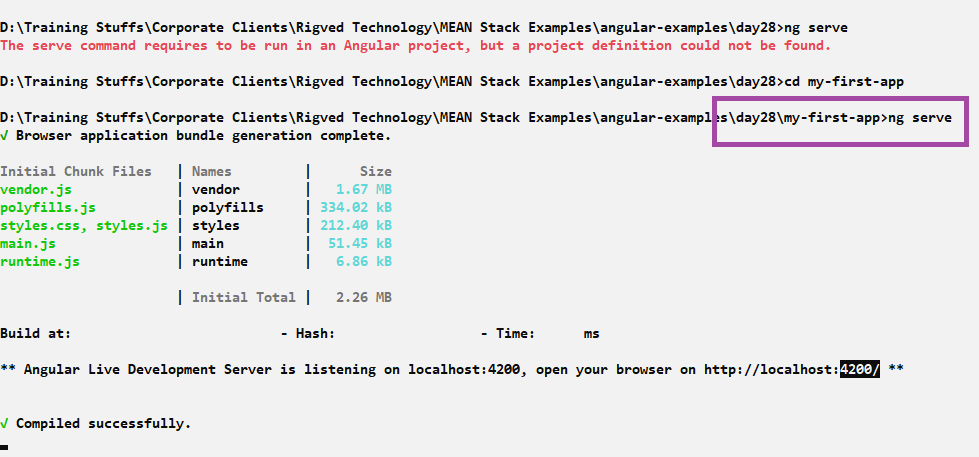 D:\Training Stuffs\Corporate Clients\Rigved Technology\MEAN Stack Examples\angular-examples\day28>ng serve
The serve command requires to be run in an Angular project, but a project definition could not be found.
D:\Training Stuffs\Corporate Clients\Rigved Technology\MEAN Stack Examples\angular-examples\day28>cd my-first-app
D:\Training Stuffs\Corporate Clients\Rigved Technology\MEAN Stack Examples\angular-examples\day28\my-first-app>ng serve
√ Browser application bundle generation complete.
Initial Chunk Files | Names | Size
vendor.js | vendor | 1.67 MB
polyfills.js | polyfills | 334.02 kB
styles.css, styles.js | styles | 212.40 kB
main.js | main | 51.45 kB
runtime.js | runtime | 6.86 kB
| Initial Total | 2.26 MB
Build at: - Hash: - Time: ms
** Angular Live Development Server is listening on localhost:4200, open your browser on http://localhost:4200/ **
√ Compiled successfully.